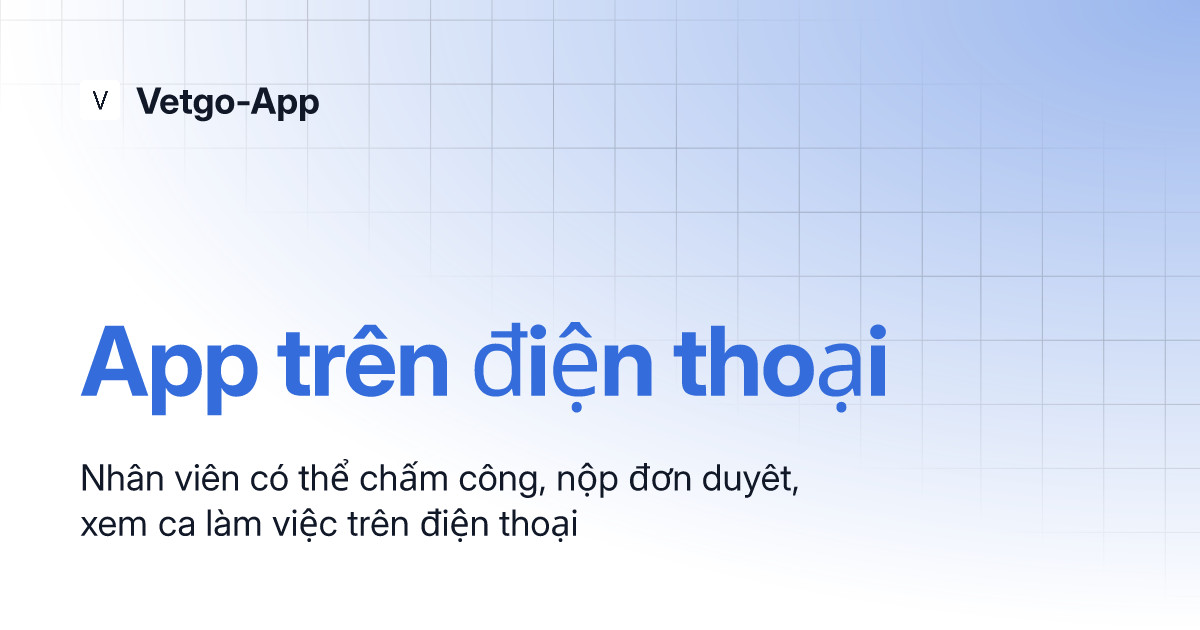 V Vetgo-App
App trên điện thoại
Nhân viên có thể chấm công, nộp đơn duyêt,
xem ca làm việc trên điện thoại